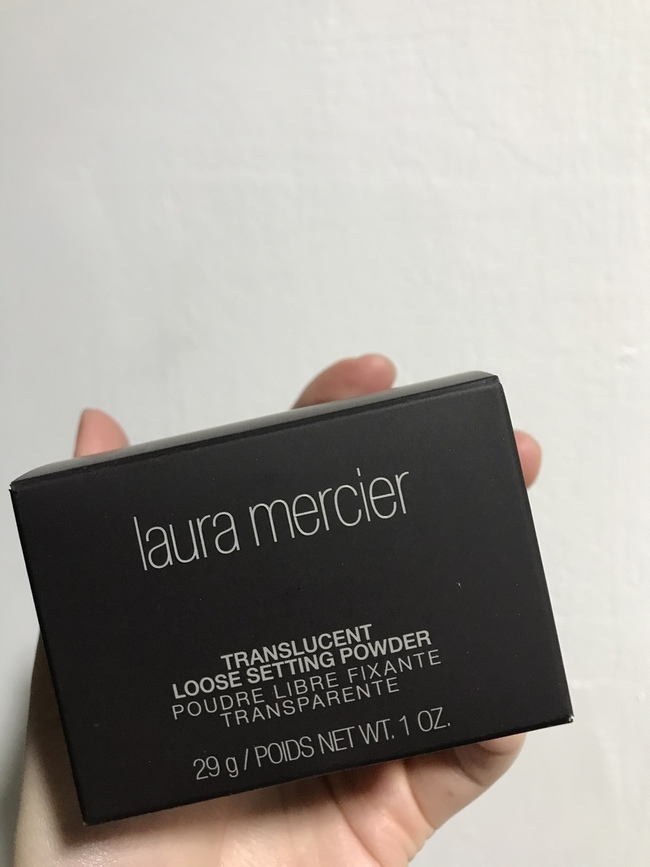 laura mercier
TRANSLUCENT
LOOSE SETTING POWDER
POUDRE LIBRE FIXANTE
TRANSPARENTE
29 g / POIDS NET WT. 1 OZ.